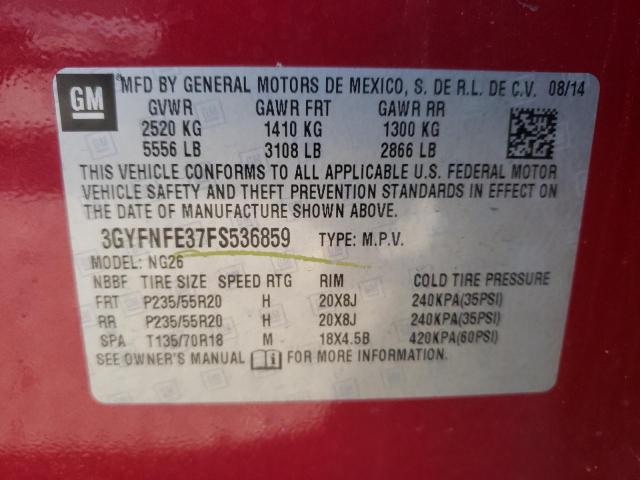 GM
MFD BY GENERAL MOTORS DE MEXICO, S. DE R.L. DE C.V. 08/14
GVWR GAWR FRT GAWR RR
2520 KG 1410 KG 1300 KG
5556 LB 3108 LB 2866 LB
THIS VEHICLE CONFORMS TO ALL APPLICABLE U.S. FEDERAL MOTOR
VEHICLE SAFETY AND THEFT PREVENTION STANDARDS IN EFFECT ON
THE DATE OF MANUFACTURE SHOWN ABOVE.
3GYFNFE37FS536859 TYPE: M.P.V.
MODEL: NG26
NBBF TIRE SIZE SPEED RTG RIM COLD TIRE PRESSURE
FRT P235/55R20 H 20X8J 240KPA(35PSI)
RR P235/55R20 H 20X8J 240KPA(35PSI)
SPA T135/70R18 M 18X4.5B 420KPA(60PSI)
SEE OWNER'S MANUAL FOR MORE INFORMATION.